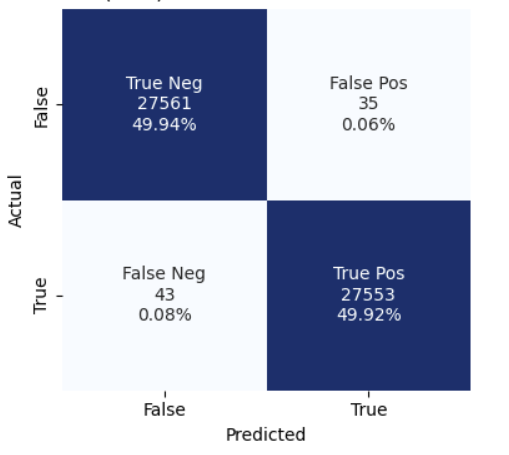 True Neg
27561
49.94%
False Pos
35
0.06%
False
Actual
False Neg
43
0.08%
True Pos
27553
49.92%
True
False
True
Predicted